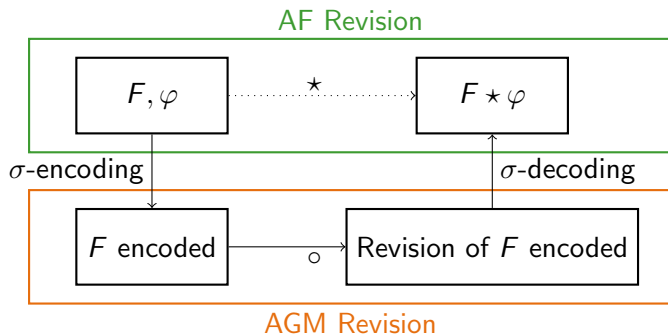 AF Revision
F, φ
⋆
F ⋆ φ
σ-encoding
σ-decoding
F encoded
∘
Revision of F encoded
AGM Revision